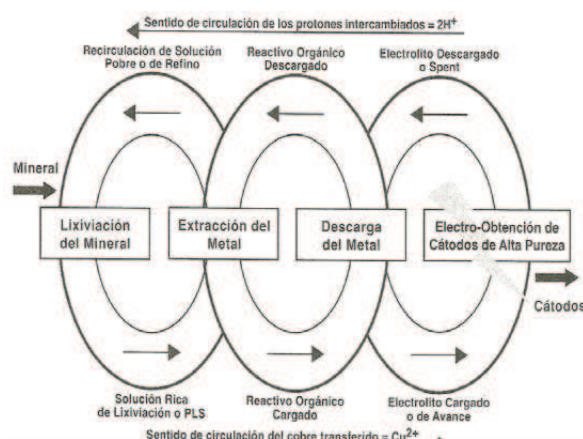 Sentido de circulación de los protones intercambiados = 2H⁺
Recirculación de Solución
Pobre o de Refino
Reactivo Orgánico
Descargado
Electrolito Descargado
o Spent
Mineral
Lixiviación
del Mineral
Extracción del
Metal
Descarga
del Metal
Electro-Obtención de
Cátodos de Alta Pureza
Cátodos
Solución Rica
de Lixiviación o PLS
Reactivo Orgánico
Cargado
Electrolito Cargado
o de Avance
Sentido de circulación del cobre transferido = Cu²⁺